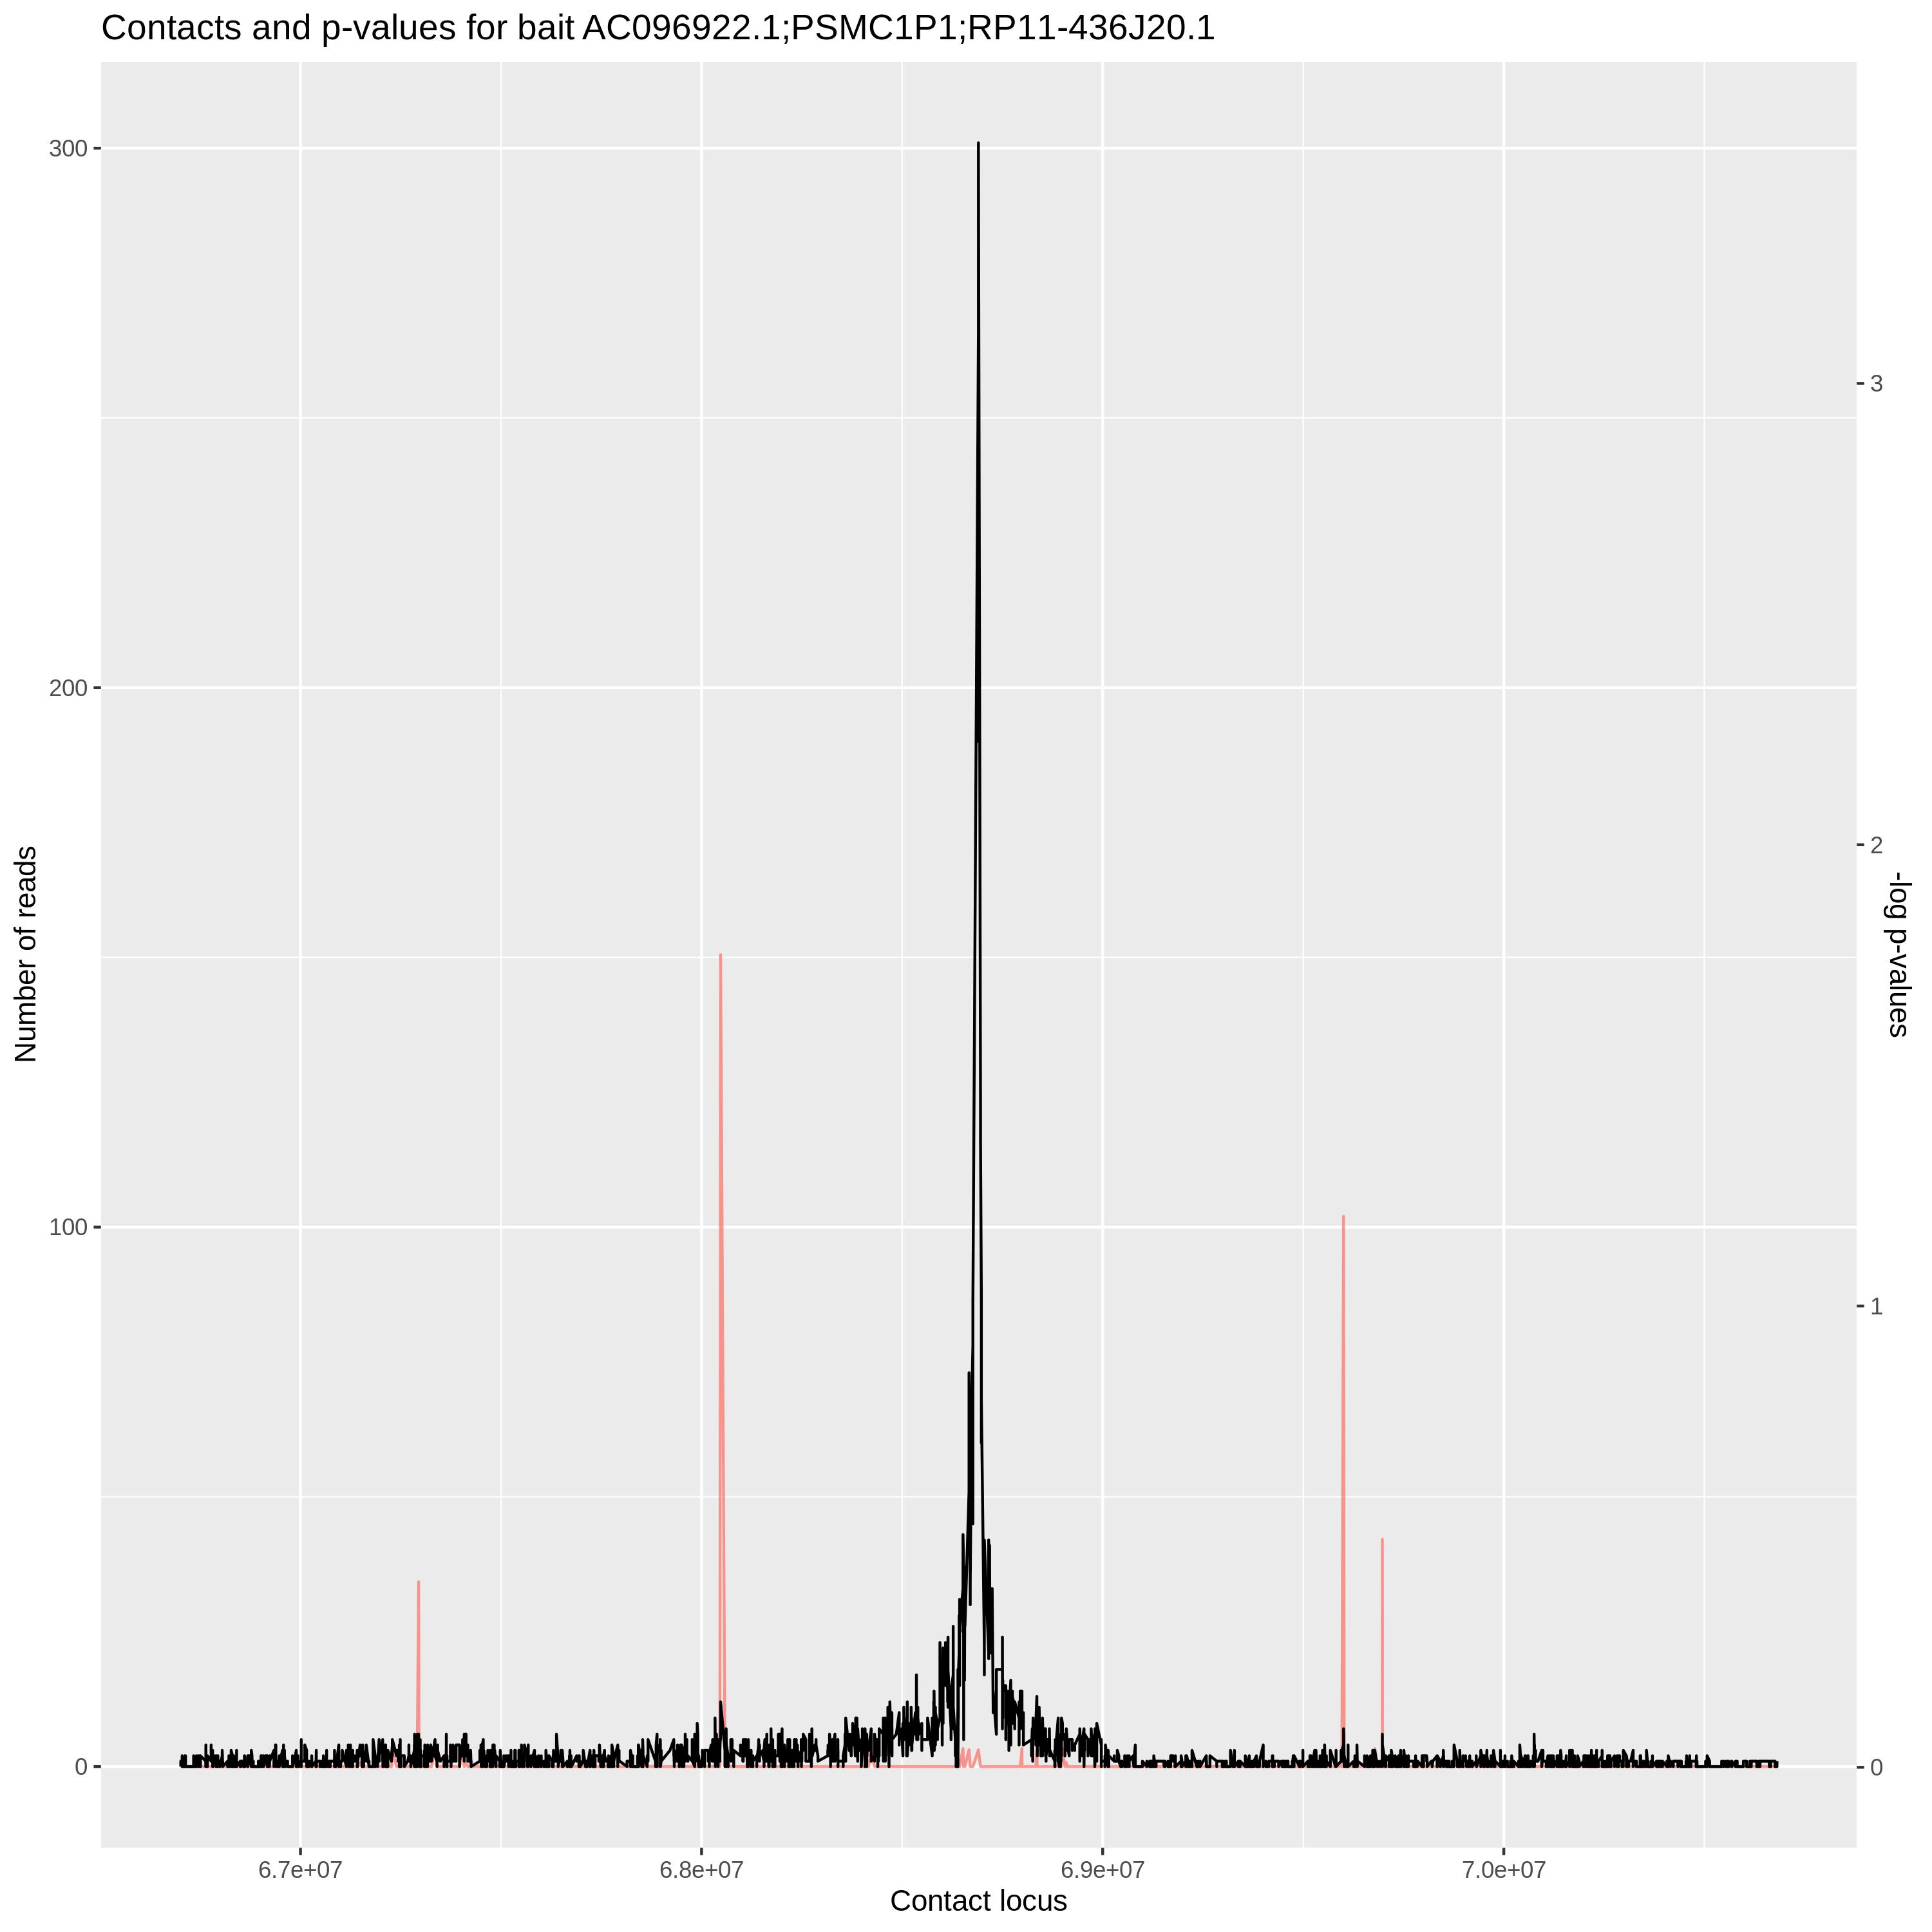 Contacts and p-values for bait AC096922.1;PSMC1P1;RP11-436J20.1
300
200
100
0
3
2
1
0
Number of reads
-log p-values
6.7e+07
6.8e+07
6.9e+07
7.0e+07
Contact locus